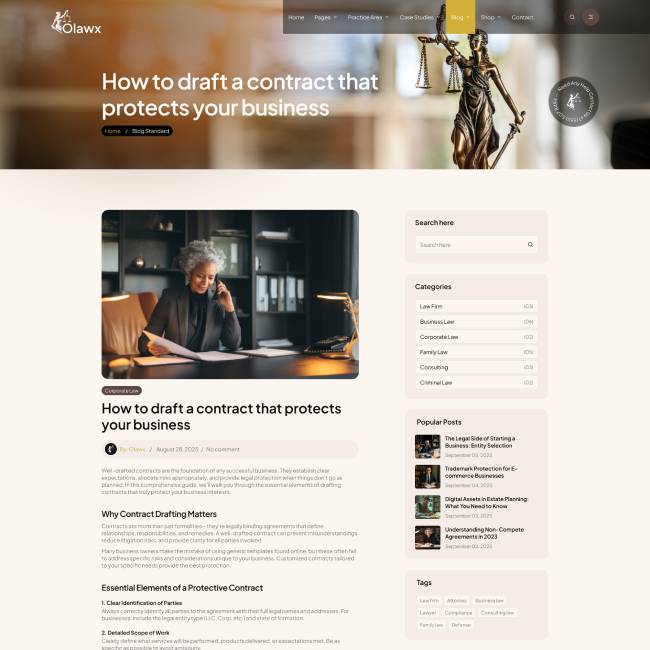 Olawx
Home Pages Practice Area Case Studies Blog Shop Contact
How to draft a contract that
protects your business
Home / Blog Standard
Corporate Law
How to draft a contract that protects
your business
By: Olawx / August 28, 2025 / No comment
Well-drafted contracts are the foundation of any successful business. They establish clear
expectations, allocate risks appropriately, and provide legal protection when things don't go as
planned. In this comprehensive guide, we'll walk you through the essential elements of drafting
contracts that truly protect your business interests.
Why Contract Drafting Matters
Contracts are more than just formalities—they're legally binding agreements that define
relationships, responsibilities, and remedies. A well-drafted contract can prevent misunderstandings,
reduce litigation risks, and provide clarity for all parties involved.
Many business owners make the mistake of using generic templates found online, but these often fail
to address specific risks and considerations unique to your business. Customized contracts tailored
to your specific needs provide the best protection.
Essential Elements of a Protective Contract
1. Clear Identification of Parties
Always correctly identify all parties to the agreement with their full legal names and addresses. For
businesses, include the legal entity type (LLC, Corp, etc.) and state of formation.
2. Detailed Scope of Work
Clearly define what services will be performed, products delivered, or expectations met. Be as
specific as possible to avoid ambiguity.
Search here
Search here
Categories
Law Firm
Business Law
Corporate Law
Family Law
Consulting
Criminal Law
Popular Posts
The Legal Side of Starting a
Business: Entity Selection
September 05, 2025
Trademark Protection for E-
commerce Businesses
September 04, 2025
Digital Assets in Estate Planning:
What You Need to Know
September 03, 2025
Understanding Non-Compete
Agreements in 2023
September 02, 2025
Tags
Law firm Attorney Business law
Lawyer Compliance Consulting law
Family law Defense